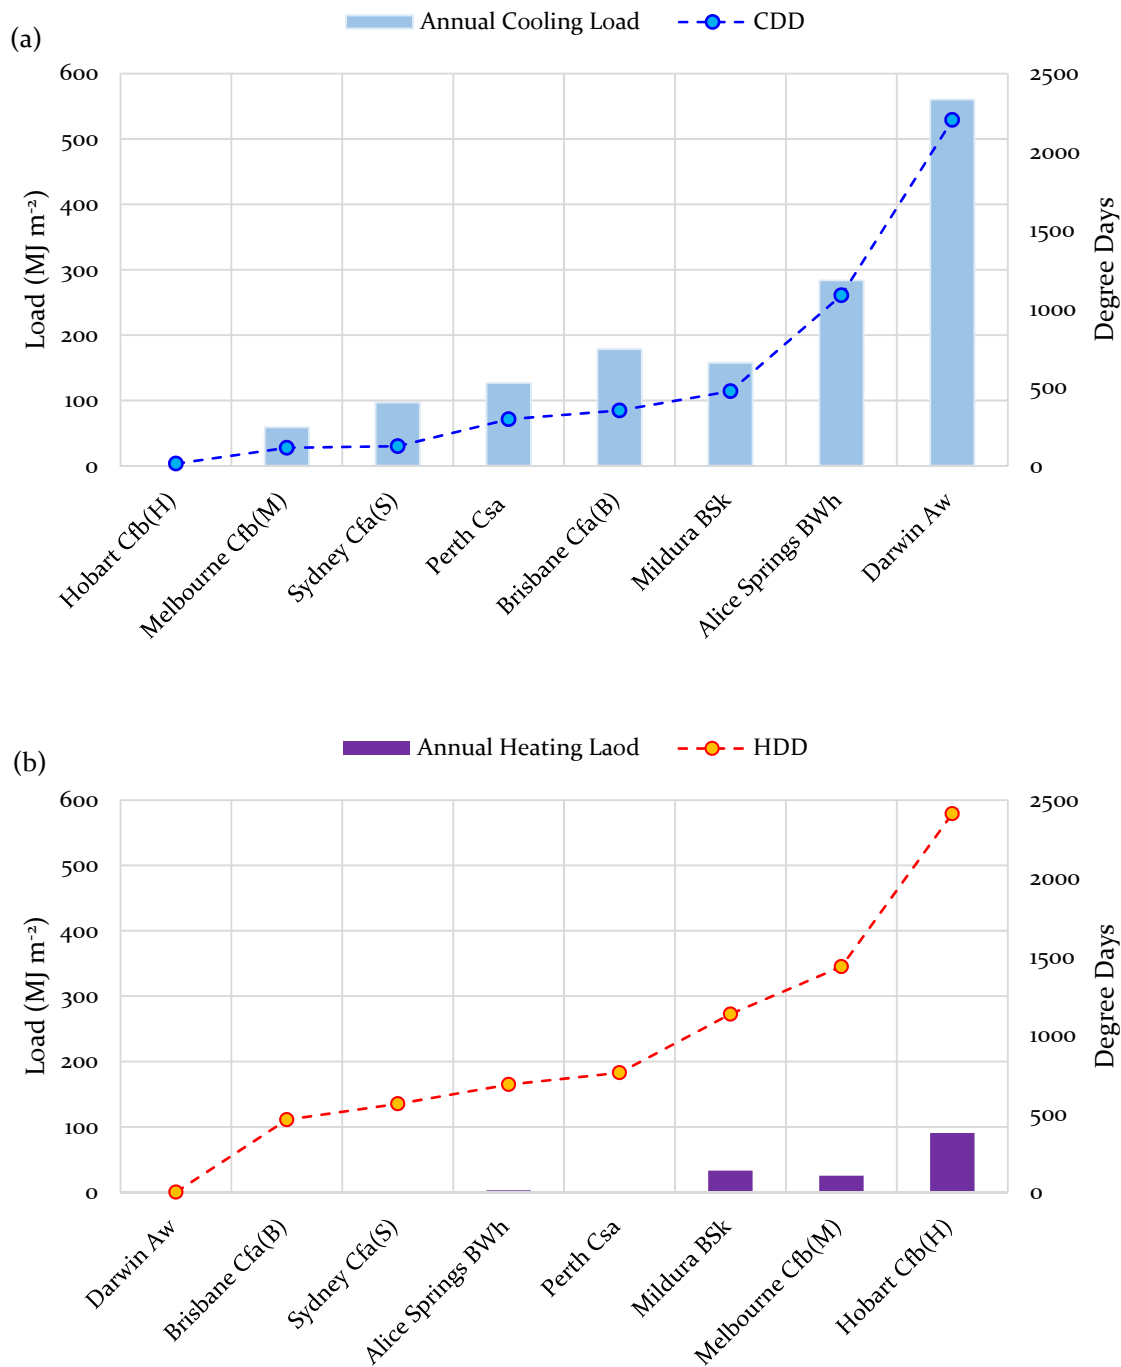 (a)
Annual Cooling Load
CDD
600
500
400
300
200
100
0
Load (MJ m⁻²)
2500
2000
1500
1000
500
0
Degree Days
Hobart Cfb(H)
Melbourne Cfb(M)
Sydney Cfa(S)
Perth Csa
Brisbane Cfa(B)
Mildura BSk
Alice Springs BWh
Darwin Aw
(b)
Annual Heating Laod
HDD
600
500
400
300
200
100
0
Load (MJ m⁻²)
2500
2000
1500
1000
500
0
Degree Days
Darwin Aw
Brisbane Cfa(B)
Sydney Cfa(S)
Alice Springs BWh
Perth Csa
Mildura BSk
Melbourne Cfb(M)
Hobart Cfb(H)